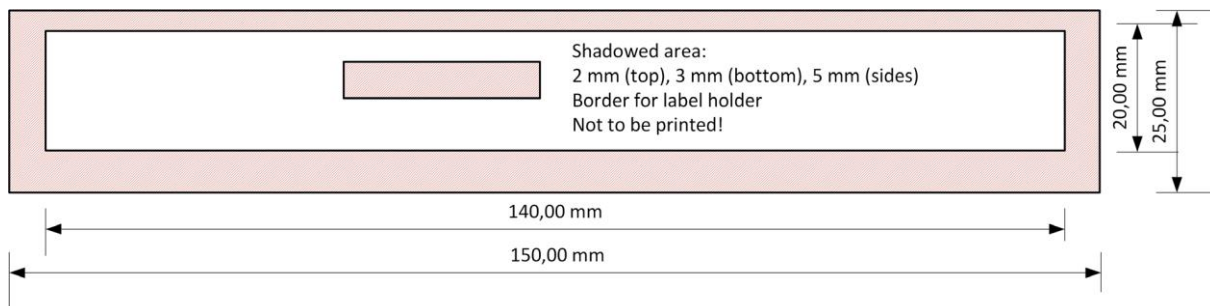 Shadowed area:
2 mm (top), 3 mm (bottom), 5 mm (sides)
Border for label holder
Not to be printed!
20,00 mm
25,00 mm
140,00 mm
150,00 mm